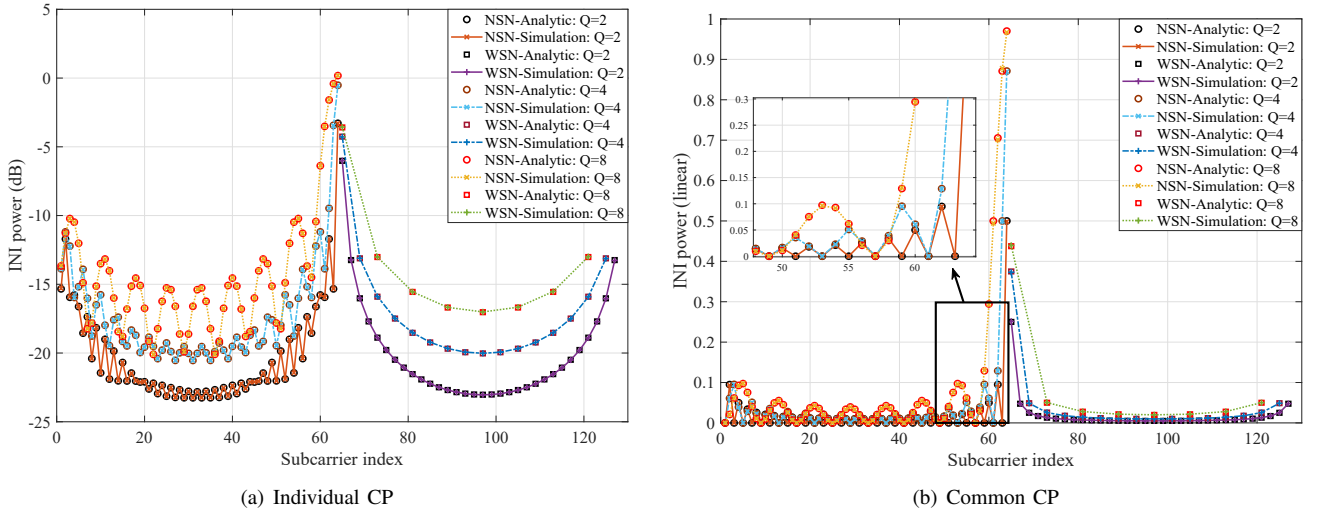 INI power (dB)
0
-5
-10
-15
-20
-25
0
20
40
60
80
100
120
Subcarrier index
NSN-Analytic: Q=2
NSN-Simulation: Q=2
WSN-Analytic: Q=2
WSN-Simulation: Q=2
NSN-Analytic: Q=4
NSN-Simulation: Q=4
WSN-Analytic: Q=4
WSN-Simulation: Q=4
NSN-Analytic: Q=8
NSN-Simulation: Q=8
WSN-Analytic: Q=8
WSN-Simulation: Q=8
(a) Individual CP
INI power (linear)
1
0.9
0.8
0.7
0.6
0.5
0.4
0.3
0.2
0.1
0
0
20
40
60
80
100
120
Subcarrier index
0.3
0.25
0.2
0.15
0.1
0.05
0
50
55
60
NSN-Analytic: Q=2
NSN-Simulation: Q=2
WSN-Analytic: Q=2
WSN-Simulation: Q=2
NSN-Analytic: Q=4
NSN-Simulation: Q=4
WSN-Analytic: Q=4
WSN-Simulation: Q=4
NSN-Analytic: Q=8
NSN-Simulation: Q=8
WSN-Analytic: Q=8
WSN-Simulation: Q=8
(b) Common CP